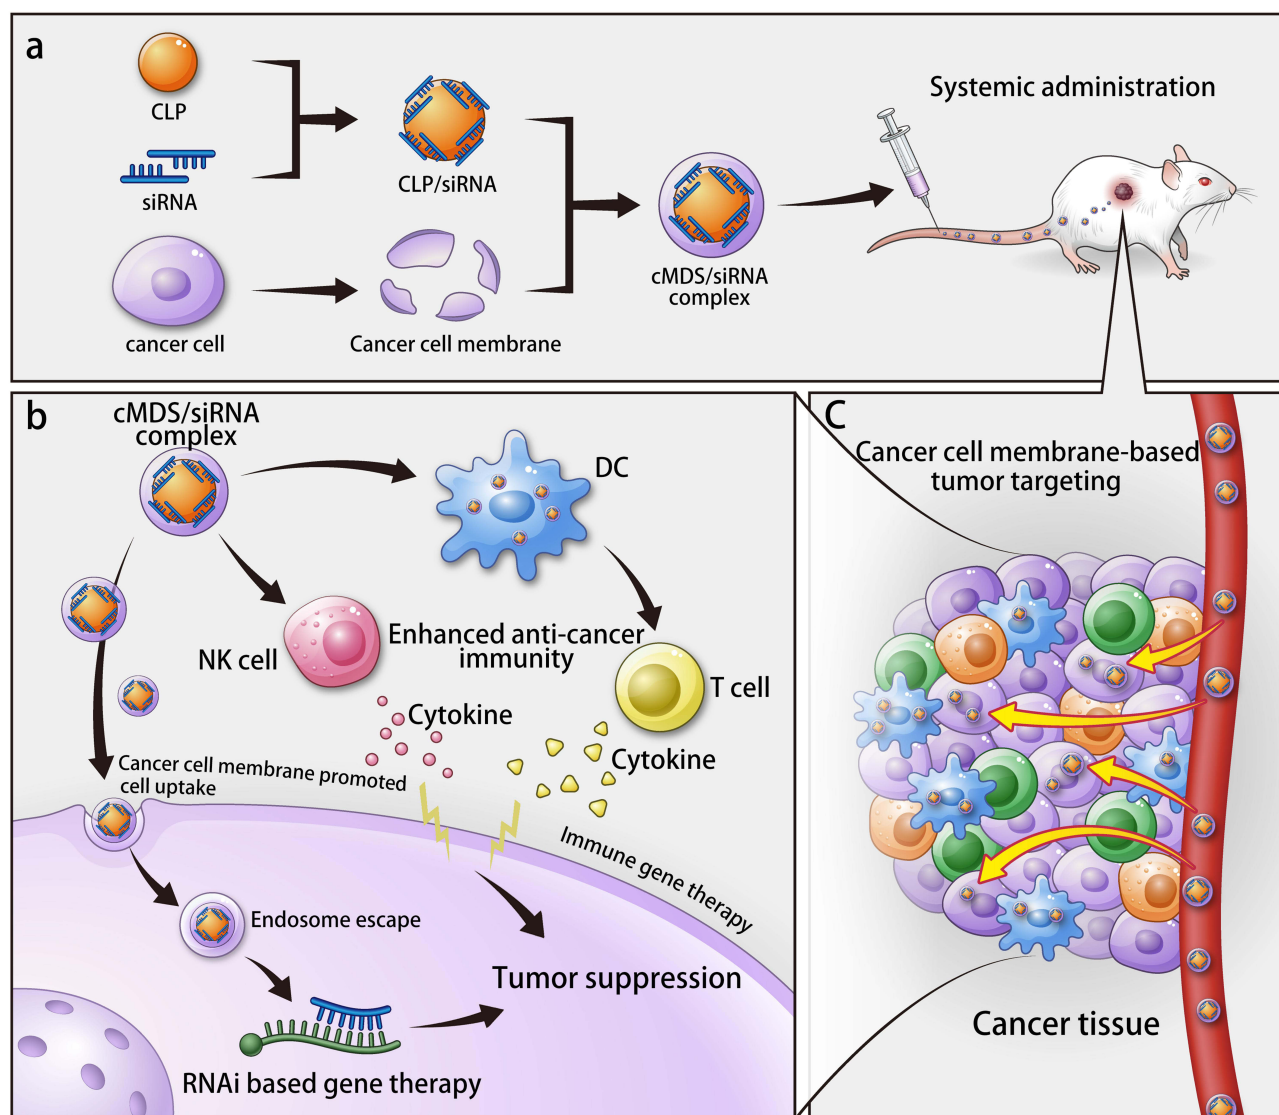 a
CLP
siRNA
cancer cell
CLP/siRNA
Cancer cell membrane
cMDS/siRNA
complex
Systemic administration
b
cMDS/siRNA
complex
DC
NK cell
Enhanced anti-cancer
immunity
T cell
Cytokine
Cytokine
Cancer cell membrane promoted
cell uptake
Immune gene therapy
Endosome escape
Tumor suppression
RNAi based gene therapy
C
Cancer cell membrane-based
tumor targeting
Cancer tissue